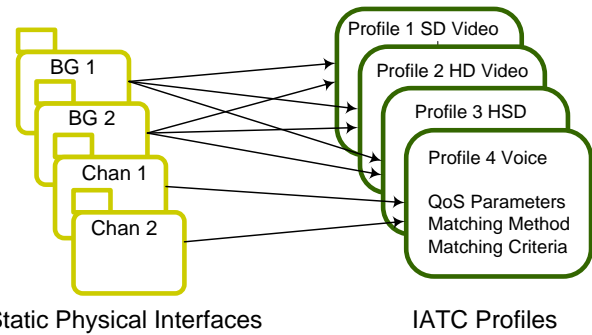 BG 1
BG 2
Chan 1
Chan 2
Profile 1 SD Video
Profile 2 HD Video
Profile 3 HSD
Profile 4 Voice
QoS Parameters
Matching Method
Matching Criteria
Static Physical Interfaces
IATC Profiles